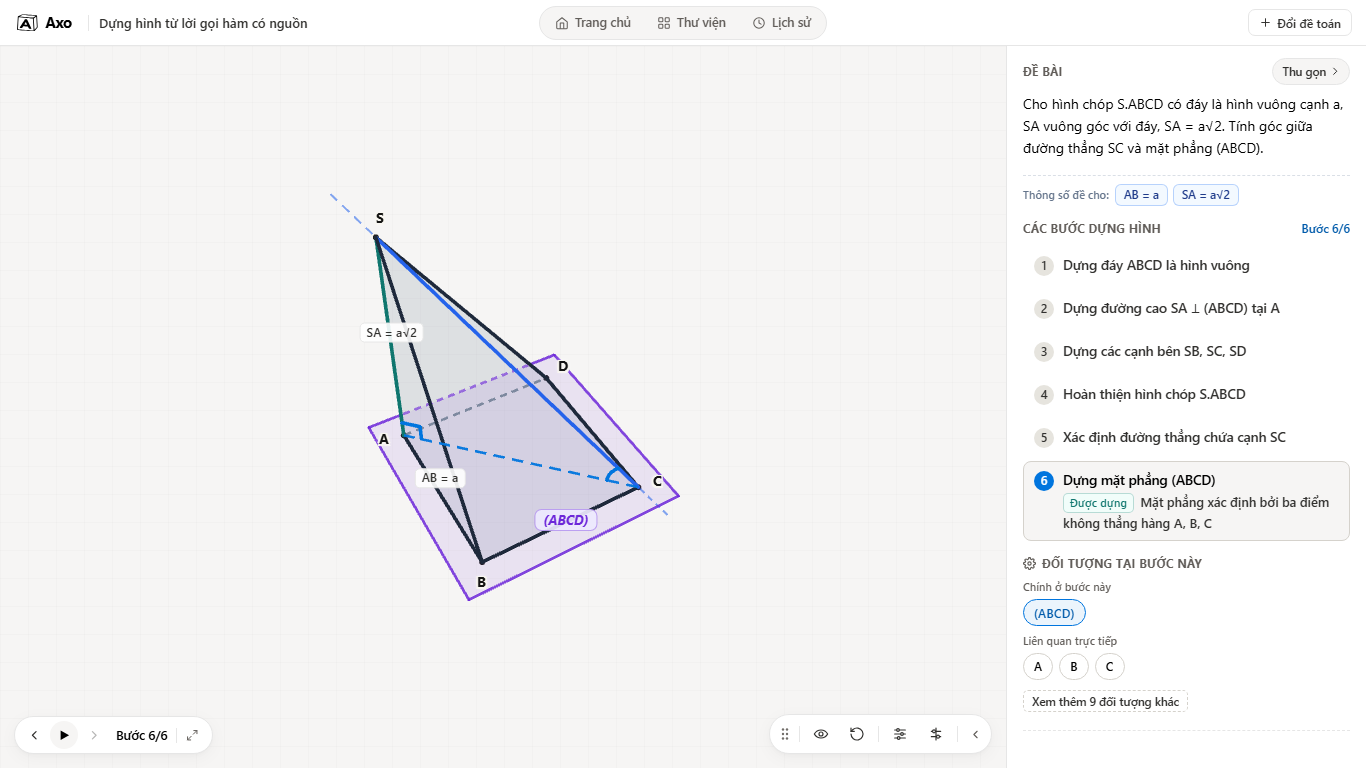 Axo
Dựng hình từ lời gọi hàm có nguồn
Trang chủ
Thư viện
Lịch sử
Đổi đề toán
ĐỀ BÀI
Thu gọn
Cho hình chóp S.ABCD có đáy là hình vuông cạnh a,
SA vuông góc với đáy, SA = a√2. Tính góc giữa
đường thẳng SC và mặt phẳng (ABCD).
Thông số đề cho:
AB = a
SA = a√2
CÁC BƯỚC DỰNG HÌNH
Bước 6/6
1 Dựng đáy ABCD là hình vuông
2 Dựng đường cao SA ⊥ (ABCD) tại A
3 Dựng các cạnh bên SB, SC, SD
4 Hoàn thiện hình chóp S.ABCD
5 Xác định đường thẳng chứa cạnh SC
6 Dựng mặt phẳng (ABCD)
Được dựng Mặt phẳng xác định bởi ba điểm
không thẳng hàng A, B, C
ĐỐI TƯỢNG TẠI BƯỚC NÀY
Chính ở bước này
(ABCD)
Liên quan trực tiếp
A
B
C
Xem thêm 9 đối tượng khác
S
SA = a√2
D
A
AB = a
C
(ABCD)
B
Bước 6/6